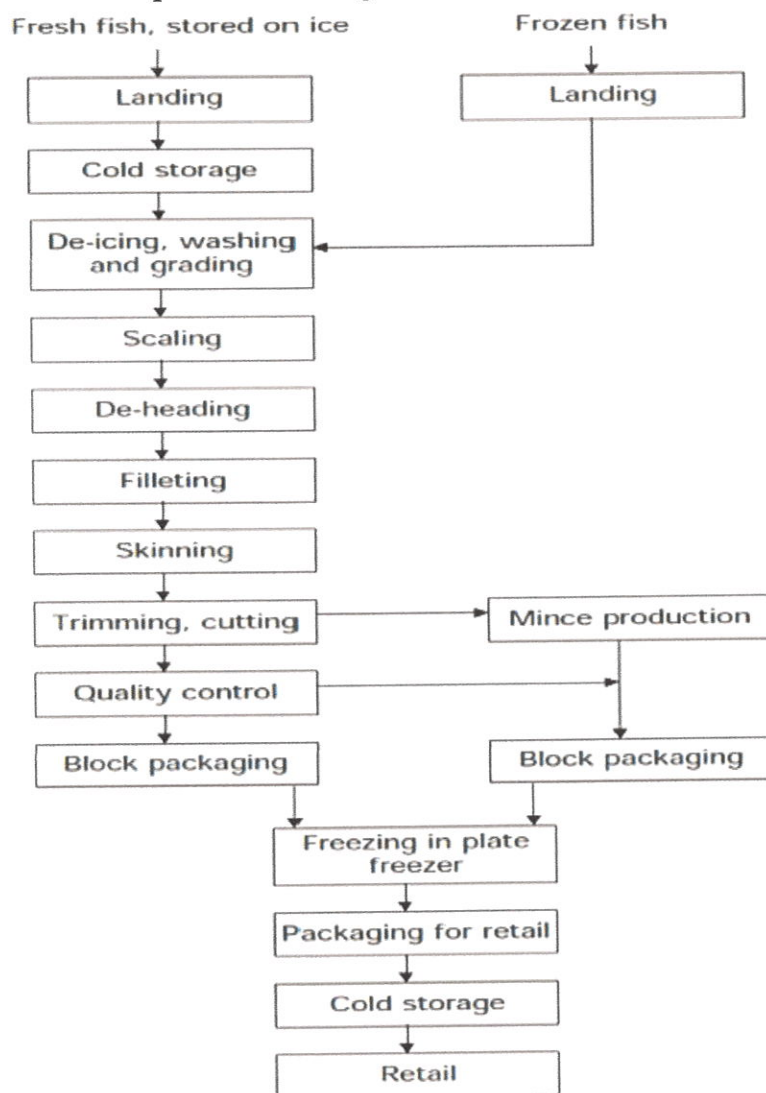 Fresh fish, stored on ice
Frozen fish
Landing
Landing
Cold storage
De-icing, washing
and grading
Scaling
De-heading
Filleting
Skinning
Trimming, cutting
Mince production
Quality control
Block packaging
Block packaging
Freezing in plate
freezer
Packaging for retail
Cold storage
Retail